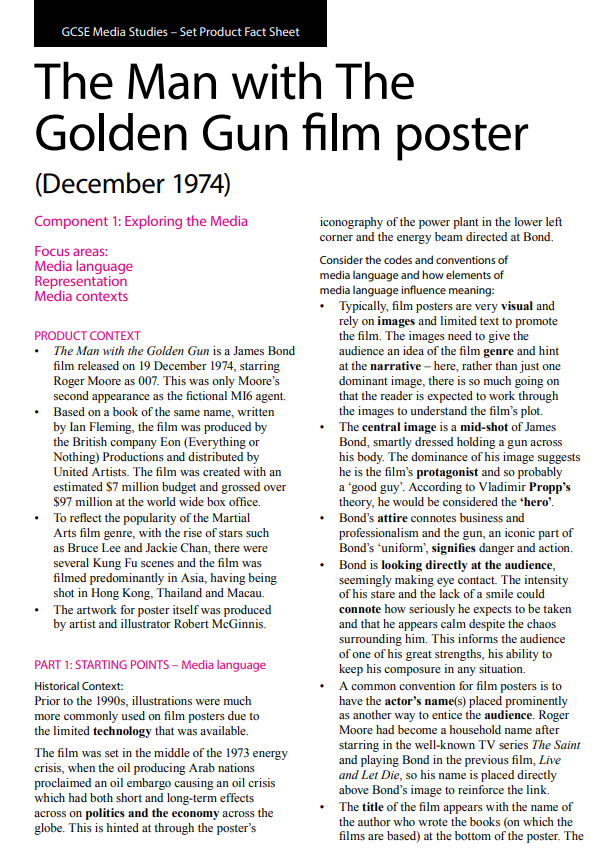 GCSE Media Studies – Set Product Fact Sheet
The Man with The
Golden Gun film poster
(December 1974)
Component 1: Exploring the Media
Focus areas:
Media language
Representation
Media contexts
PRODUCT CONTEXT
• The Man with the Golden Gun is a James Bond
film released on 19 December 1974, starring
Roger Moore as 007. This was only Moore's
second appearance as the fictional MI6 agent.
• Based on a book of the same name, written
by Ian Fleming, the film was produced by
the British company Eon (Everything or
Nothing) Productions and distributed by
United Artists. The film was created with an
estimated $7 million budget and grossed over
$97 million at the world wide box office.
• To reflect the popularity of the Martial
Arts film genre, with the rise of stars such
as Bruce Lee and Jackie Chan, there were
several Kung Fu scenes and the film was
filmed predominantly in Asia, having being
shot in Hong Kong, Thailand and Macau.
• The artwork for poster itself was produced
by artist and illustrator Robert McGinnis.
PART 1: STARTING POINTS – Media language
Historical Context:
Prior to the 1990s, illustrations were much
more commonly used on film posters due to
the limited technology that was available.
The film was set in the middle of the 1973 energy
crisis, when the oil producing Arab nations
proclaimed an oil embargo causing an oil crisis
which had both short and long-term effects
across on politics and the economy across the
globe. This is hinted at through the poster's
iconography of the power plant in the lower left
corner and the energy beam directed at Bond.
Consider the codes and conventions of
media language and how elements of
media language influence meaning:
• Typically, film posters are very visual and
rely on images and limited text to promote
the film. The images need to give the
audience an idea of the film genre and hint
at the narrative – here, rather than just one
dominant image, there is so much going on
that the reader is expected to work through
the images to understand the film's plot.
• The central image is a mid-shot of James
Bond, smartly dressed holding a gun across
his body. The dominance of his image suggests
he is the film's protagonist and so probably
a 'good guy'. According to Vladimir Propp's
theory, he would be considered the 'hero'.
• Bond's attire connotes business and
professionalism and the gun, an iconic part of
Bond's 'uniform', signifies danger and action.
• Bond is looking directly at the audience,
seemingly making eye contact. The intensity
of his stare and the lack of a smile could
connote how seriously he expects to be taken
and that he appears calm despite the chaos
surrounding him. This informs the audience
of one of his great strengths, his ability to
keep his composure in any situation.
• A common convention for film posters is to
have the actor's name(s) placed prominently
as another way to entice the audience. Roger
Moore had become a household name after
starring in the well-known TV series The Saint
and playing Bond in the previous film, Live
and Let Die, so his name is placed directly
above Bond's image to reinforce the link.
• The title of the film appears with the name of
the author who wrote the books (on which the
films are based) at the bottom of the poster. The